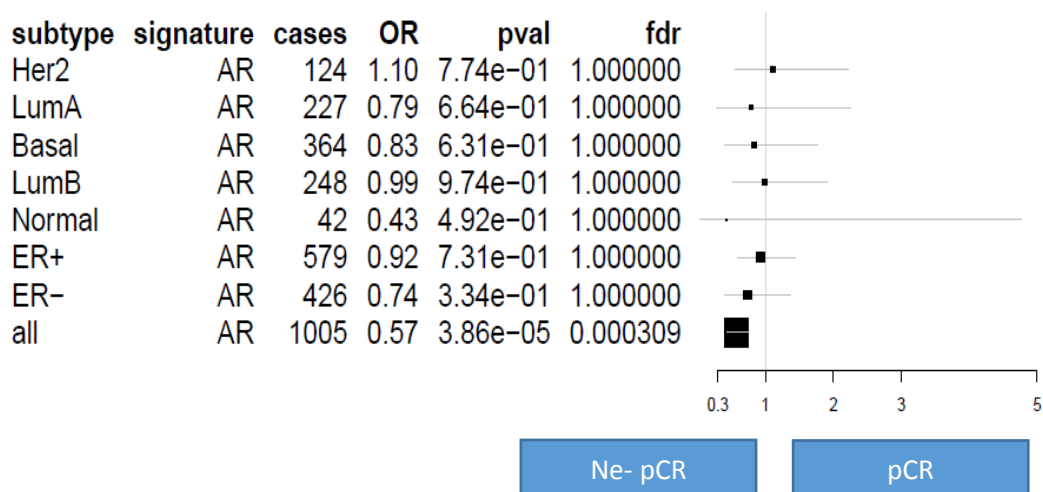 subtype signature cases OR pval fdr
Her2 AR 124 1.10 7.74e−01 1.000000
LumA AR 227 0.79 6.64e−01 1.000000
Basal AR 364 0.83 6.31e−01 1.000000
LumB AR 248 0.99 9.74e−01 1.000000
Normal AR 42 0.43 4.92e−01 1.000000
ER+ AR 579 0.92 7.31e−01 1.000000
ER− AR 426 0.74 3.34e−01 1.000000
all AR 1005 0.57 3.86e−05 0.000309
0.3 1 2 3 5
Ne- pCR pCR